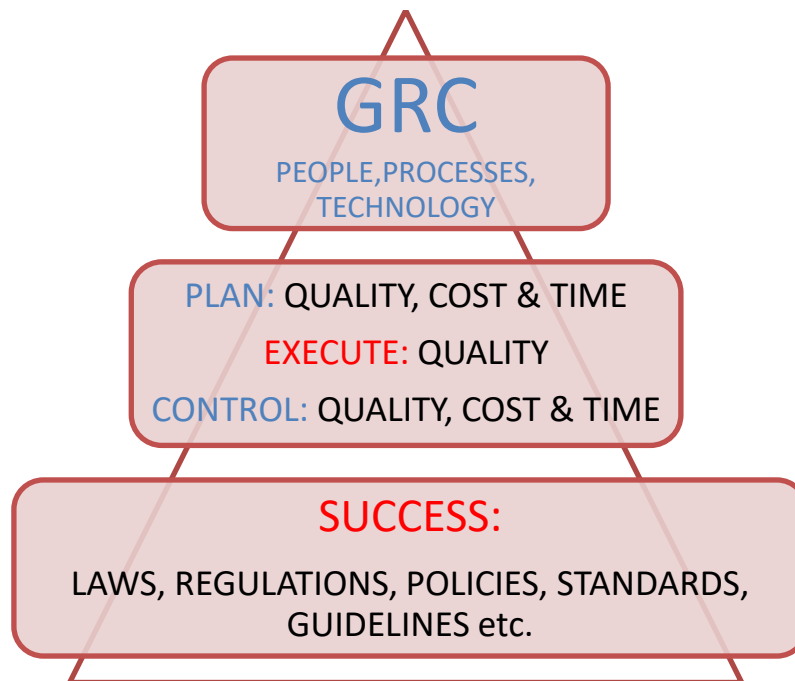 GRC
PEOPLE,PROCESSES,
TECHNOLOGY
PLAN: QUALITY, COST & TIME
EXECUTE: QUALITY
CONTROL: QUALITY, COST & TIME
SUCCESS:
LAWS, REGULATIONS, POLICIES, STANDARDS,
GUIDELINES etc.